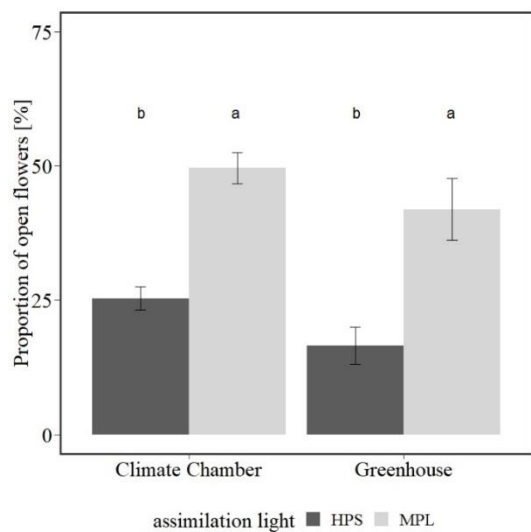 Proportion of open flowers [%]
75
50
25
0
b a b a
Climate Chamber Greenhouse
assimilation light HPS MPL